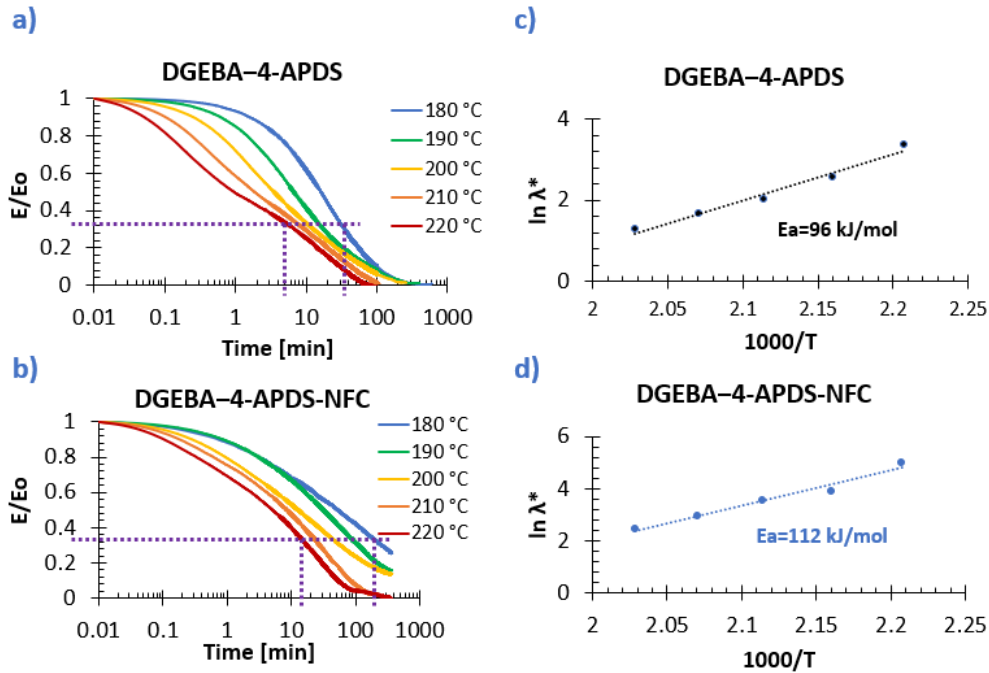 a)
DGEBA–4-APDS
1
0.8
0.6
0.4
0.2
0
E/Eo
0.01 0.1 1 10 100 1000
Time [min]
180 °C
190 °C
200 °C
210 °C
220 °C
c)
DGEBA–4-APDS
4
2
0
ln λ*
Ea=96 kJ/mol
2 2.05 2.1 2.15 2.2 2.25
1000/T
b)
DGEBA–4-APDS-NFC
1
0.8
0.6
0.4
0.2
0
E/Eo
0.01 0.1 1 10 100 1000
Time [min]
180 °C
190 °C
200 °C
210 °C
220 °C
d)
DGEBA–4-APDS-NFC
6
4
2
0
ln λ*
Ea=112 kJ/mol
2 2.05 2.1 2.15 2.2 2.25
1000/T